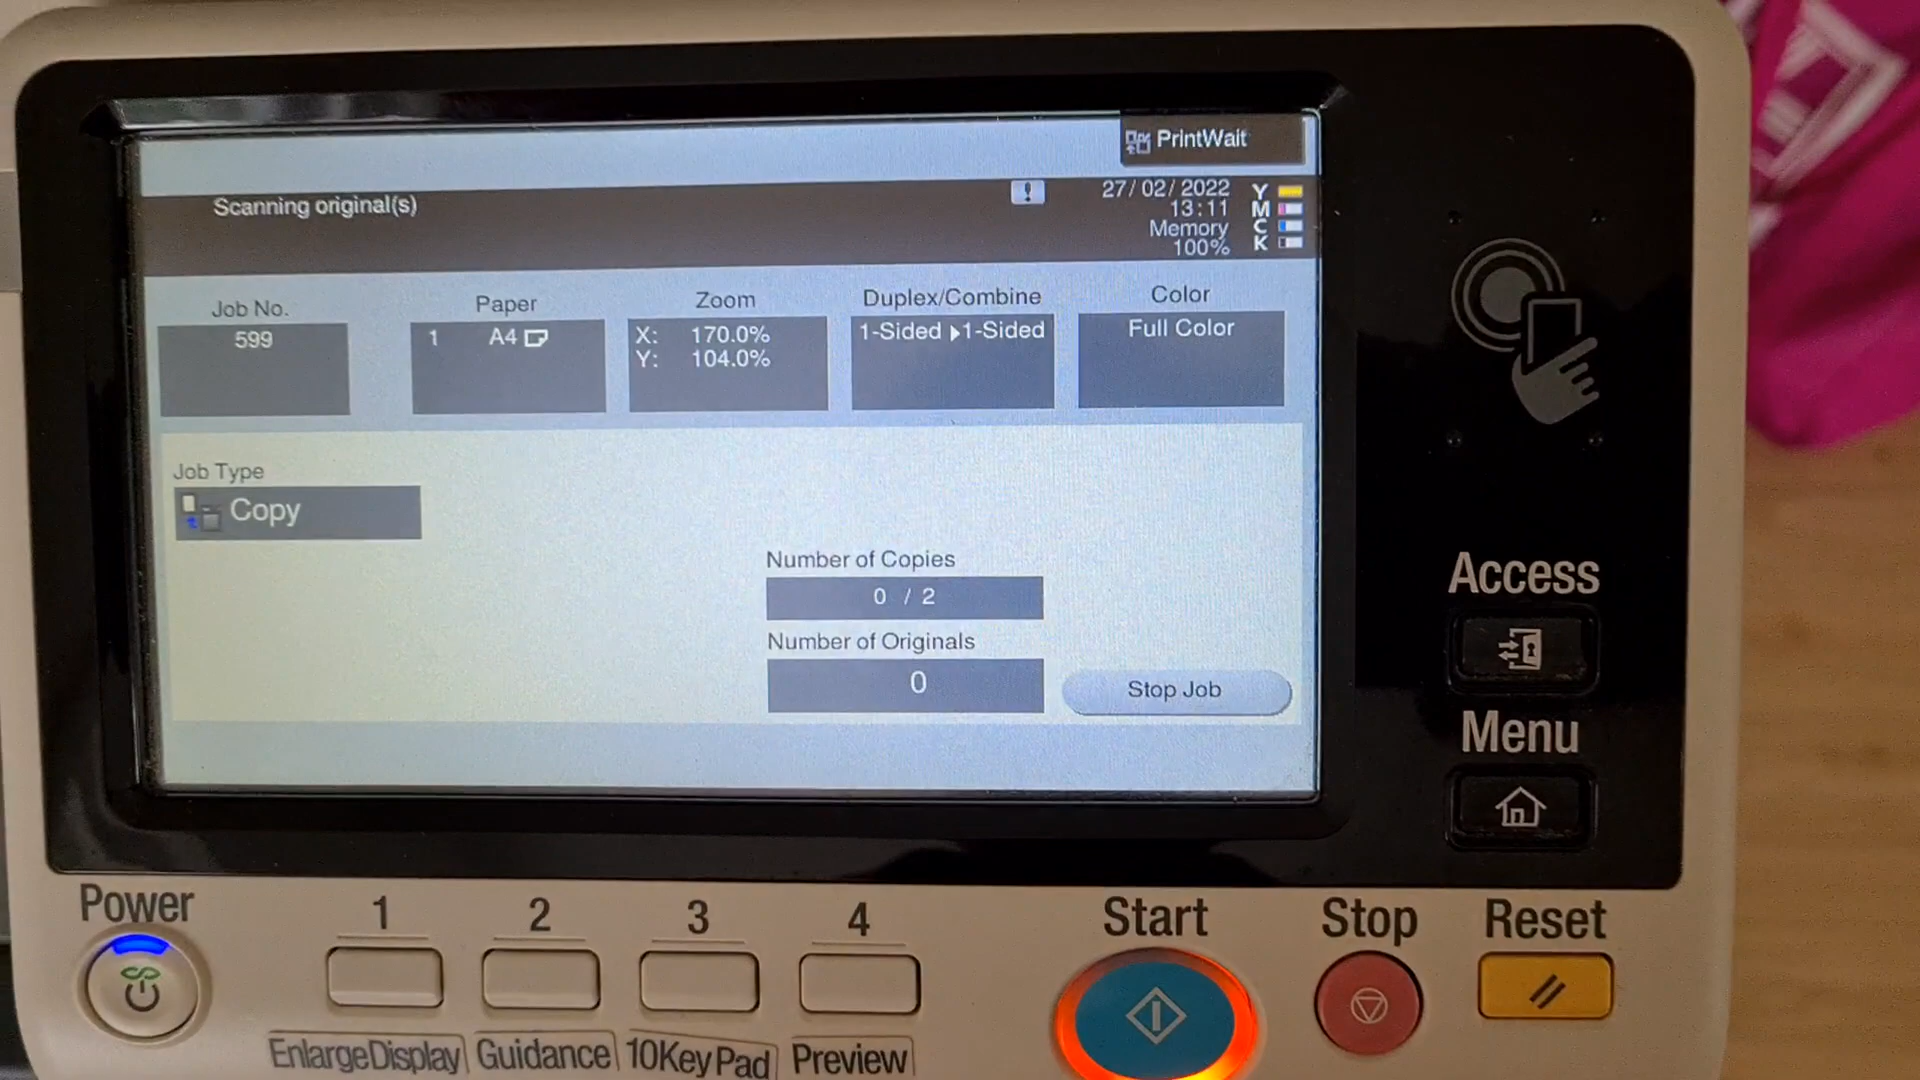 PrintWait
Scanning original(s)
!
27/02/2022
13:11
Memory
100%
Y
M
C
K
Job No.
599
Paper
1 A4
Zoom
X: 170.0%
Y: 104.0%
Duplex/Combine
1-Sided ▶1-Sided
Color
Full Color
Job Type
Copy
Number of Copies
0 / 2
Number of Originals
0
Stop Job
Access
Menu
Power
1
2
3
4
Start
Stop
Reset
EnlargeDisplay
Guidance
10KeyPad
Preview